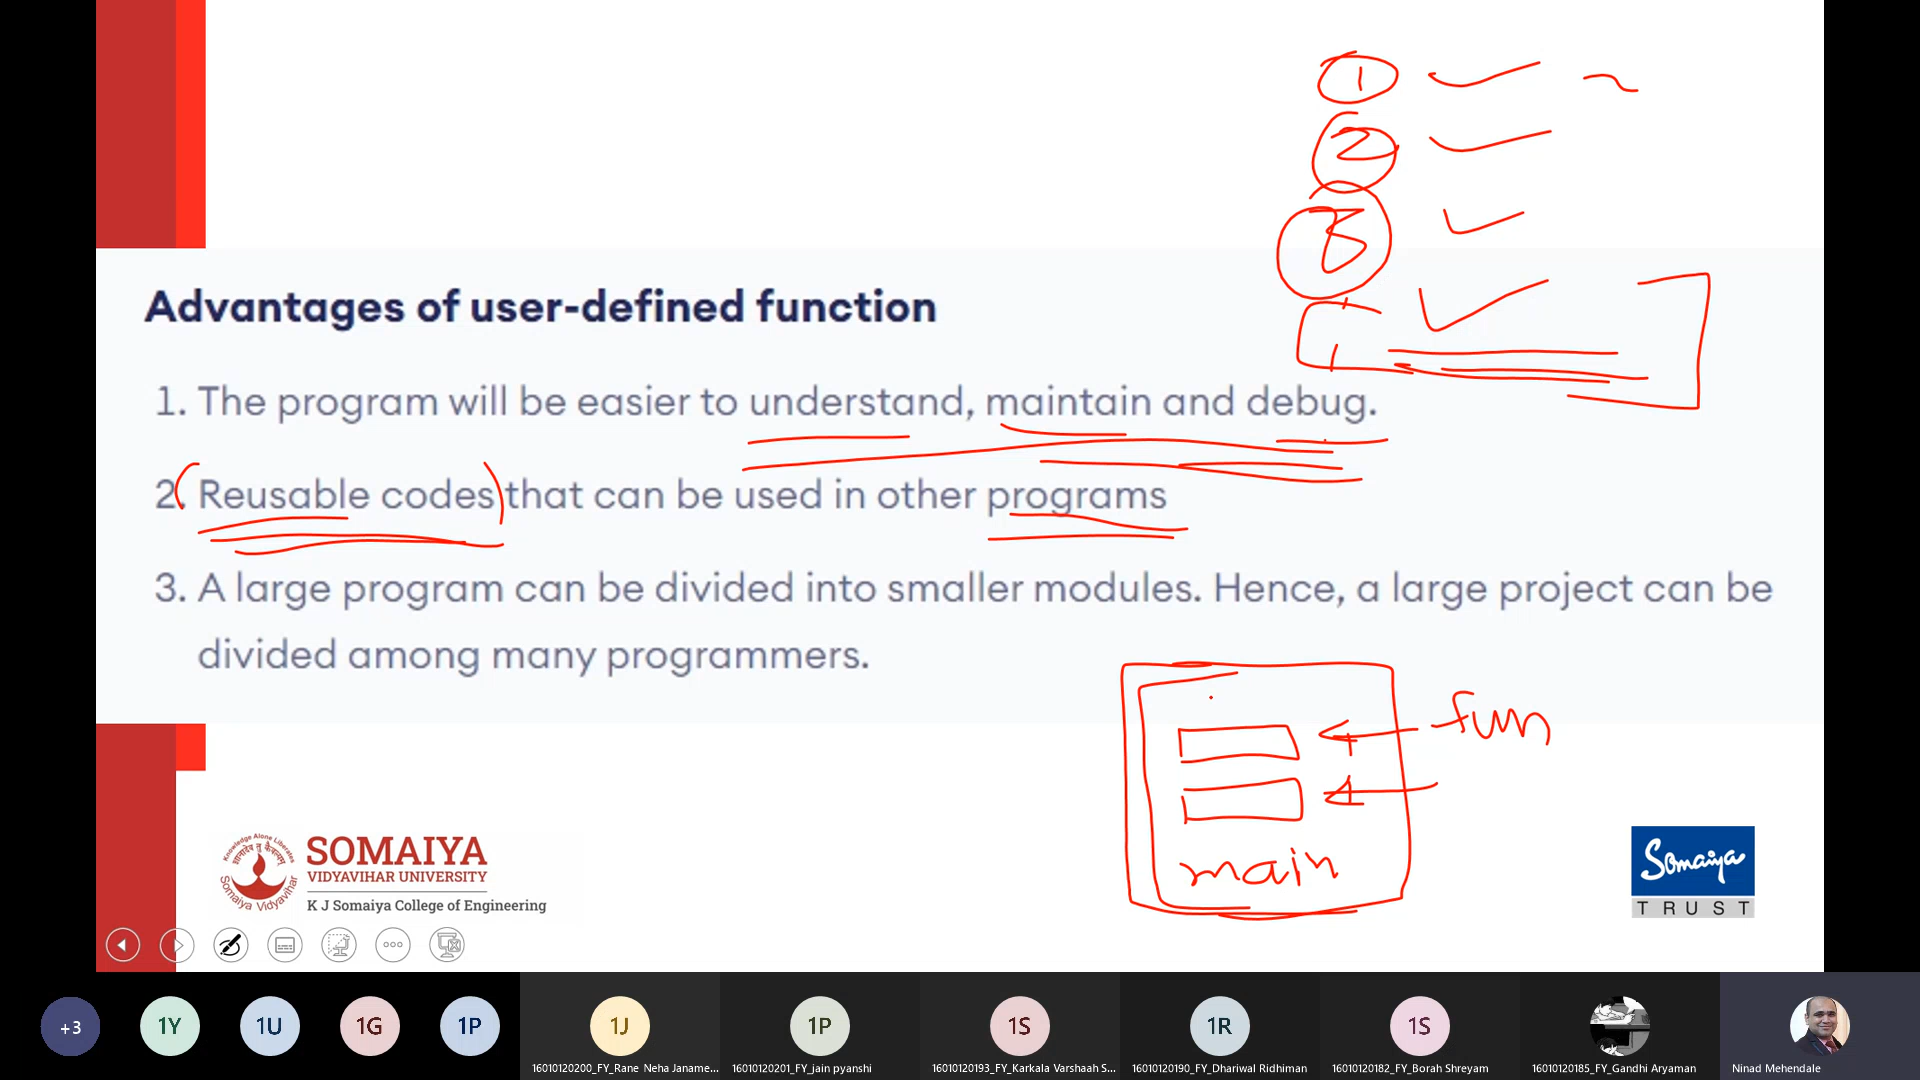 1
2
3
Advantages of user-defined function
1. The program will be easier to understand, maintain and debug.
2. Reusable codes that can be used in other programs
3. A large program can be divided into smaller modules. Hence, a large project can be
divided among many programmers.
fun
main
SOMAIYA
VIDYAVIHAR UNIVERSITY
K J Somaiya College of Engineering
Somaiya
TRUST
+3
1Y
1U
1G
1P
1J
1P
1S
1R
1S
16010120200_FY_Rane Neha Janame...
16010120201_FY_jain pyanshi
16010120193_FY_Karkala Varshaah S...
16010120190_FY_Dhariwal Ridhiman
16010120182_FY_Borah Shreyam
16010120185_FY_Gandhi Aryaman
Ninad Mehendale